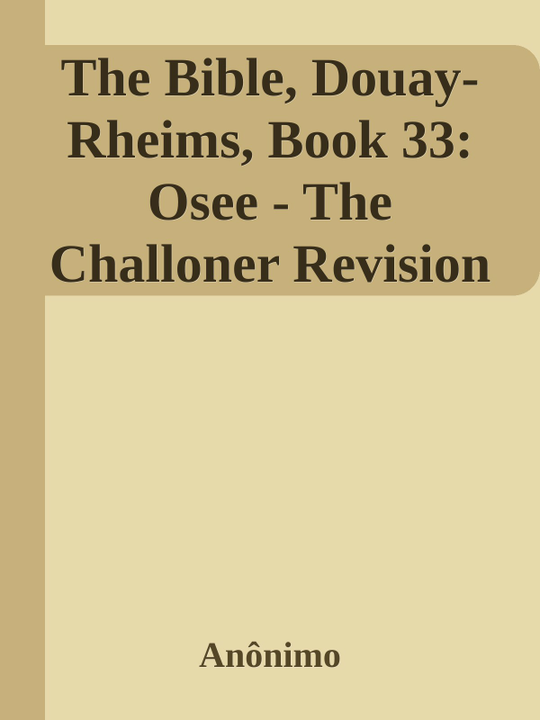 The Bible, Douay-
Rheims, Book 33:
Osee - The
Challoner Revision
Anônimo